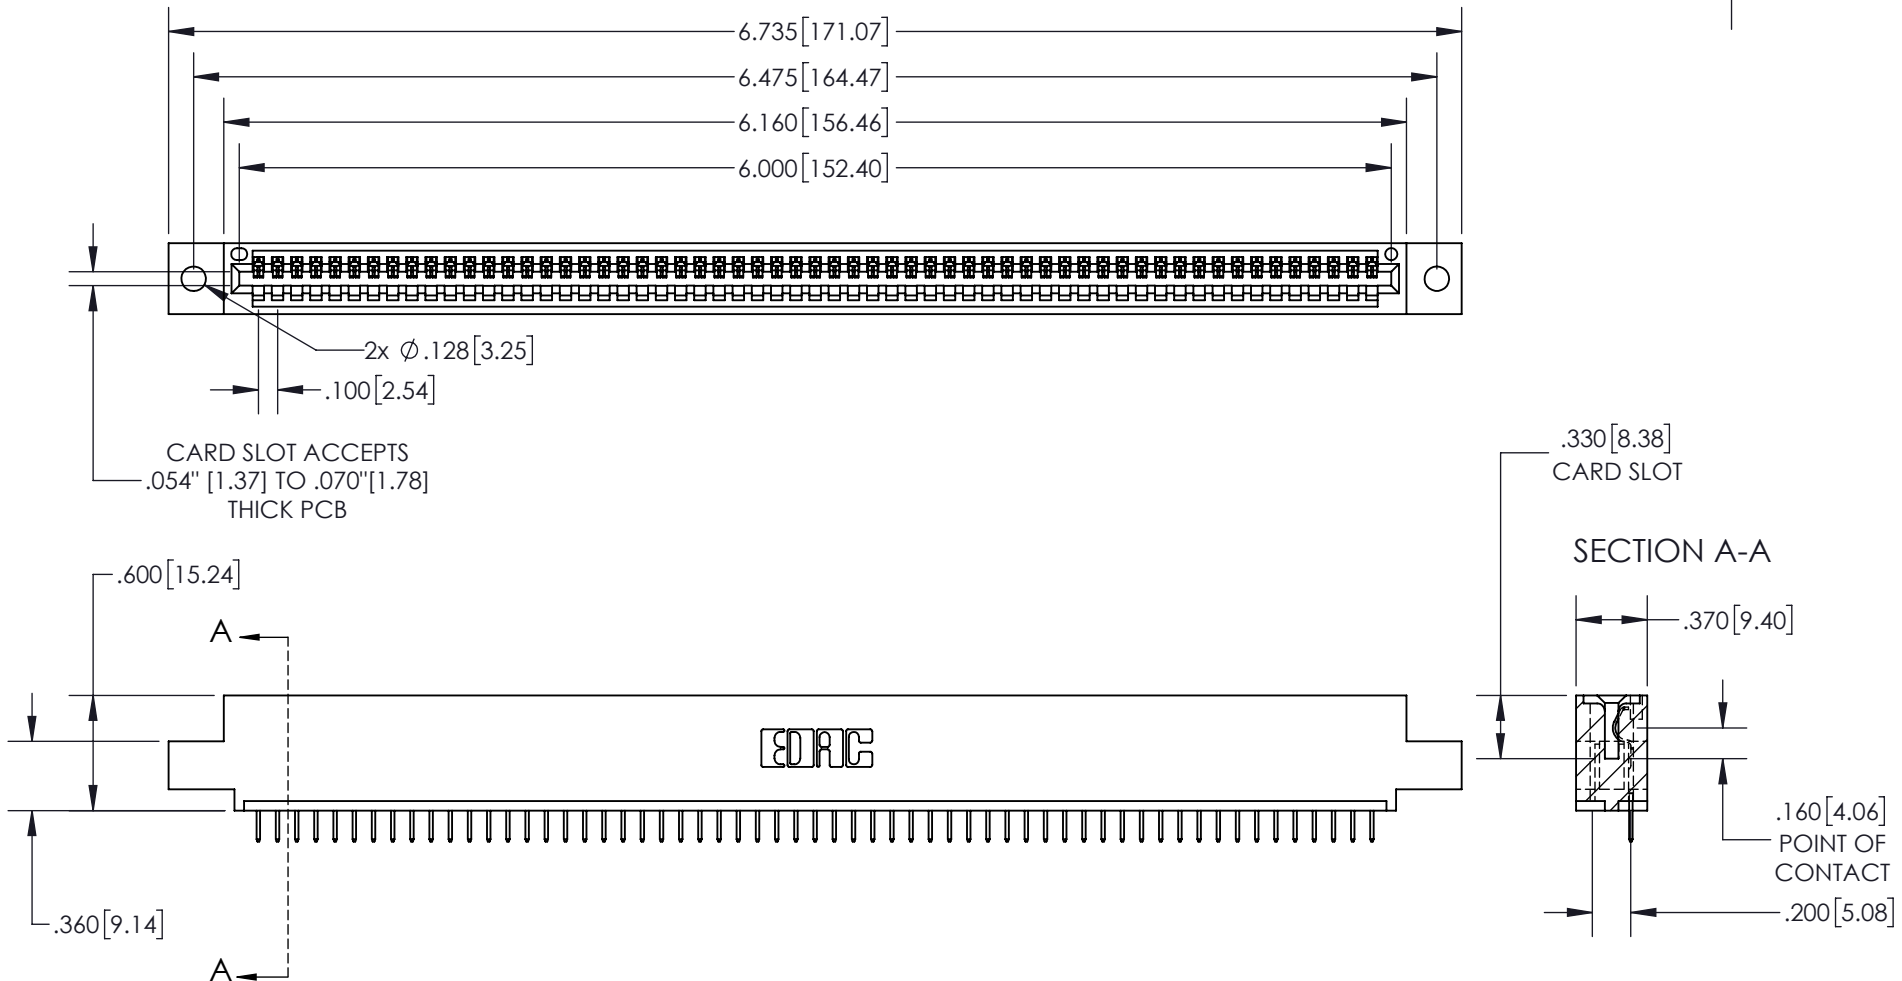 6.735[171.07]
6.475[164.47]
6.160[156.46]
6.000[152.40]
2x Ø.128[3.25]
.100[2.54]
CARD SLOT ACCEPTS
.054" [1.37] TO .070"[1.78]
THICK PCB
.330[8.38]
CARD SLOT
SECTION A-A
.600[15.24]
.370[9.40]
A
EDAC
.160[4.06]
POINT OF
CONTACT
.200[5.08]
.360[9.14]
A